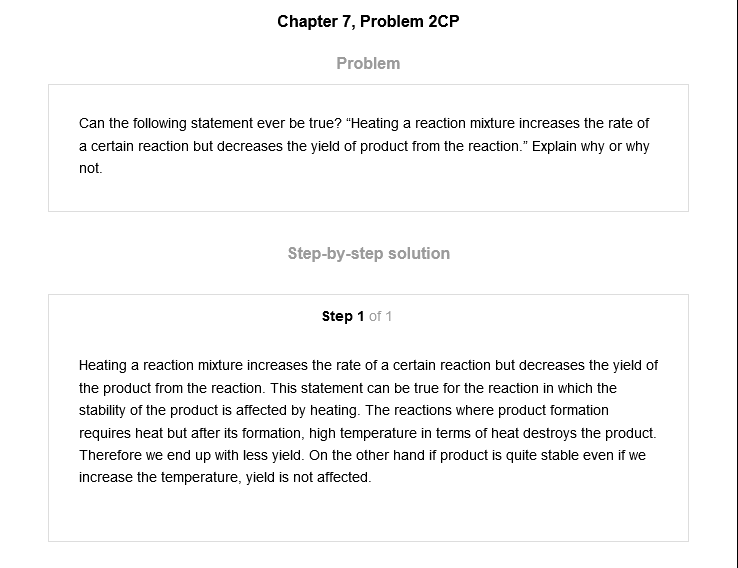 Chapter 7, Problem 2CP
Problem
Can the following statement ever be true? “Heating a reaction mixture increases the rate of
a certain reaction but decreases the yield of product from the reaction.” Explain why or why
not.
Step-by-step solution
Step 1 of 1
Heating a reaction mixture increases the rate of a certain reaction but decreases the yield of
the product from the reaction. This statement can be true for the reaction in which the
stability of the product is affected by heating. The reactions where product formation
requires heat but after its formation, high temperature in terms of heat destroys the product.
Therefore we end up with less yield. On the other hand if product is quite stable even if we
increase the temperature, yield is not affected.